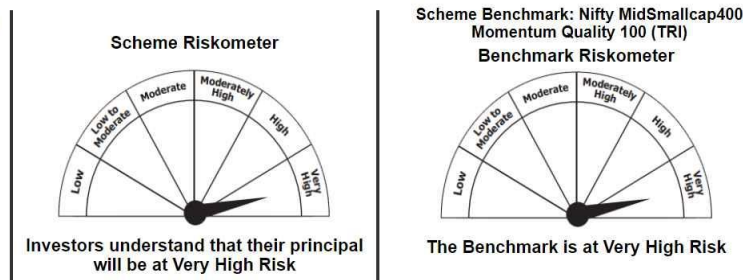 Scheme Riskometer
Low
Low to
Moderate
Moderate
Moderately
High
High
Very
High
Investors understand that their principal
will be at Very High Risk
Scheme Benchmark: Nifty MidSmallcap400
Momentum Quality 100 (TRI)
Benchmark Riskometer
Low
Low to
Moderate
Moderate
Moderately
High
High
Very
High
The Benchmark is at Very High Risk